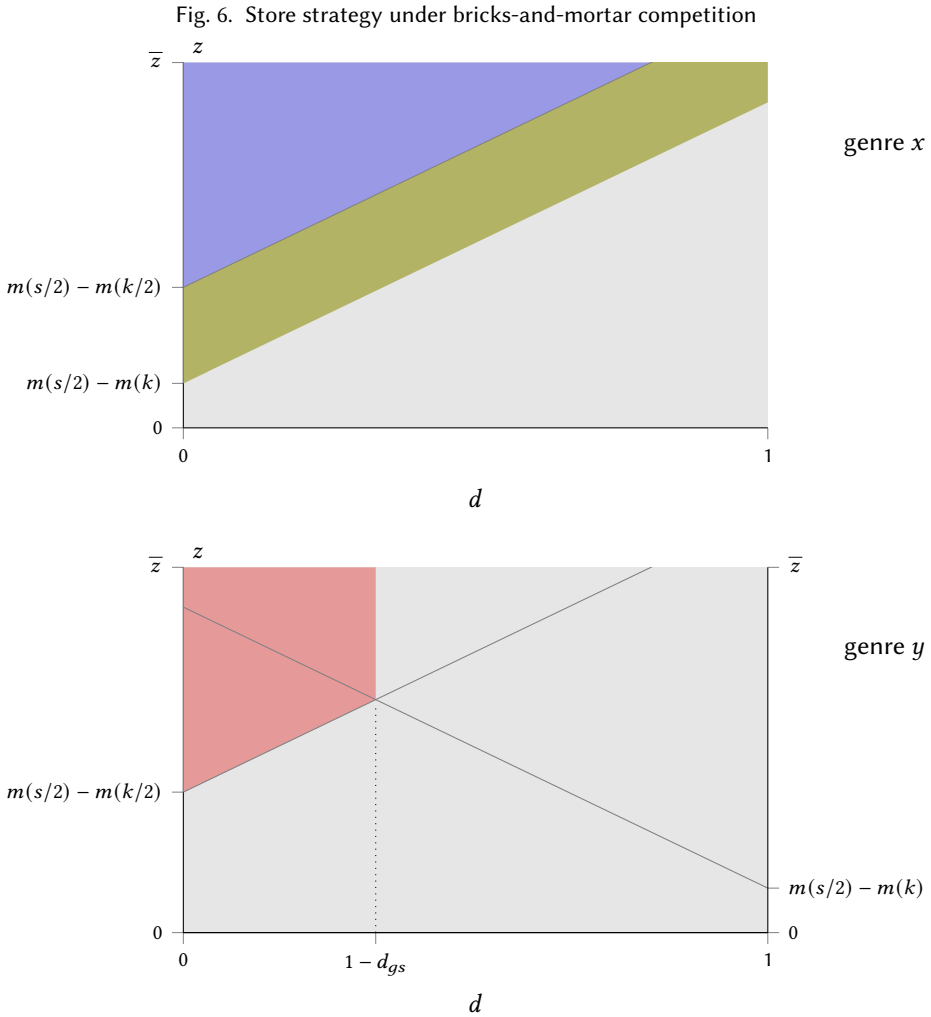 Fig. 6. Store strategy under bricks-and-mortar competition
z̅ z
genre x
m(s/2) − m(k/2)
m(s/2) − m(k)
0
0 1
d
z̅ z z̅
genre y
m(s/2) − m(k/2)
m(s/2) − m(k)
0 0
0 1 − d_gs 1
d